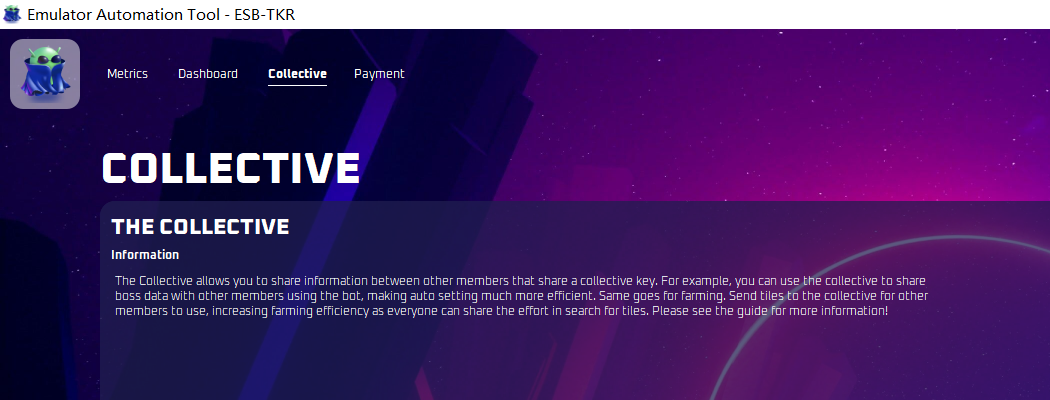 Emulator Automation Tool - ESB-TKR
Metrics Dashboard Collective Payment
COLLECTIVE
THE COLLECTIVE
Information
The Collective allows you to share information between other members that share a collective key. For example, you can use the collective to share
boss data with other members using the bot, making auto setting much more efficient. Same goes for farming. Send tiles to the collective for other
members to use, increasing farming efficiency as everyone can share the effort in search for tiles. Please see the guide for more information!